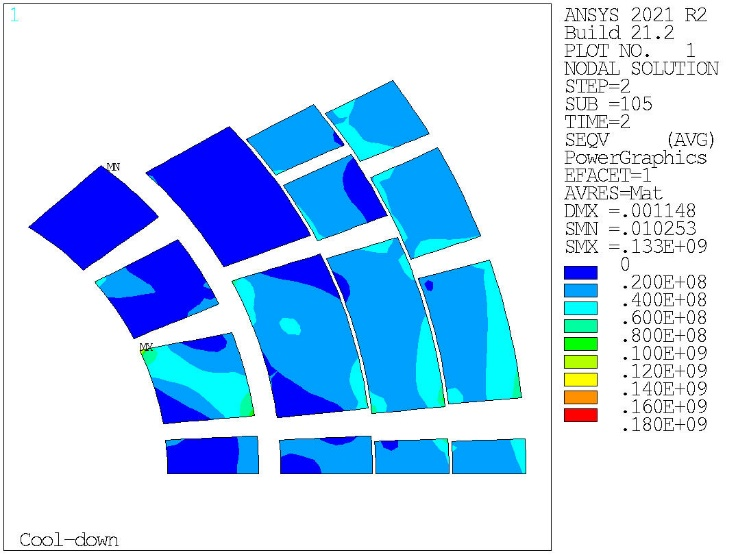 1
ANSYS 2021 R2
Build 21.2
PLOT NO. 1
NODAL SOLUTION
STEP=2
SUB =105
TIME=2
SEQV (AVG)
PowerGraphics
EFACET=1
AVRES=Mat
DMX =.001148
SMN =.010253
SMX =.133E+09
0
.200E+08
.400E+08
.600E+08
.800E+08
.100E+09
.120E+09
.140E+09
.160E+09
.180E+09
MN
MX
Cool-down